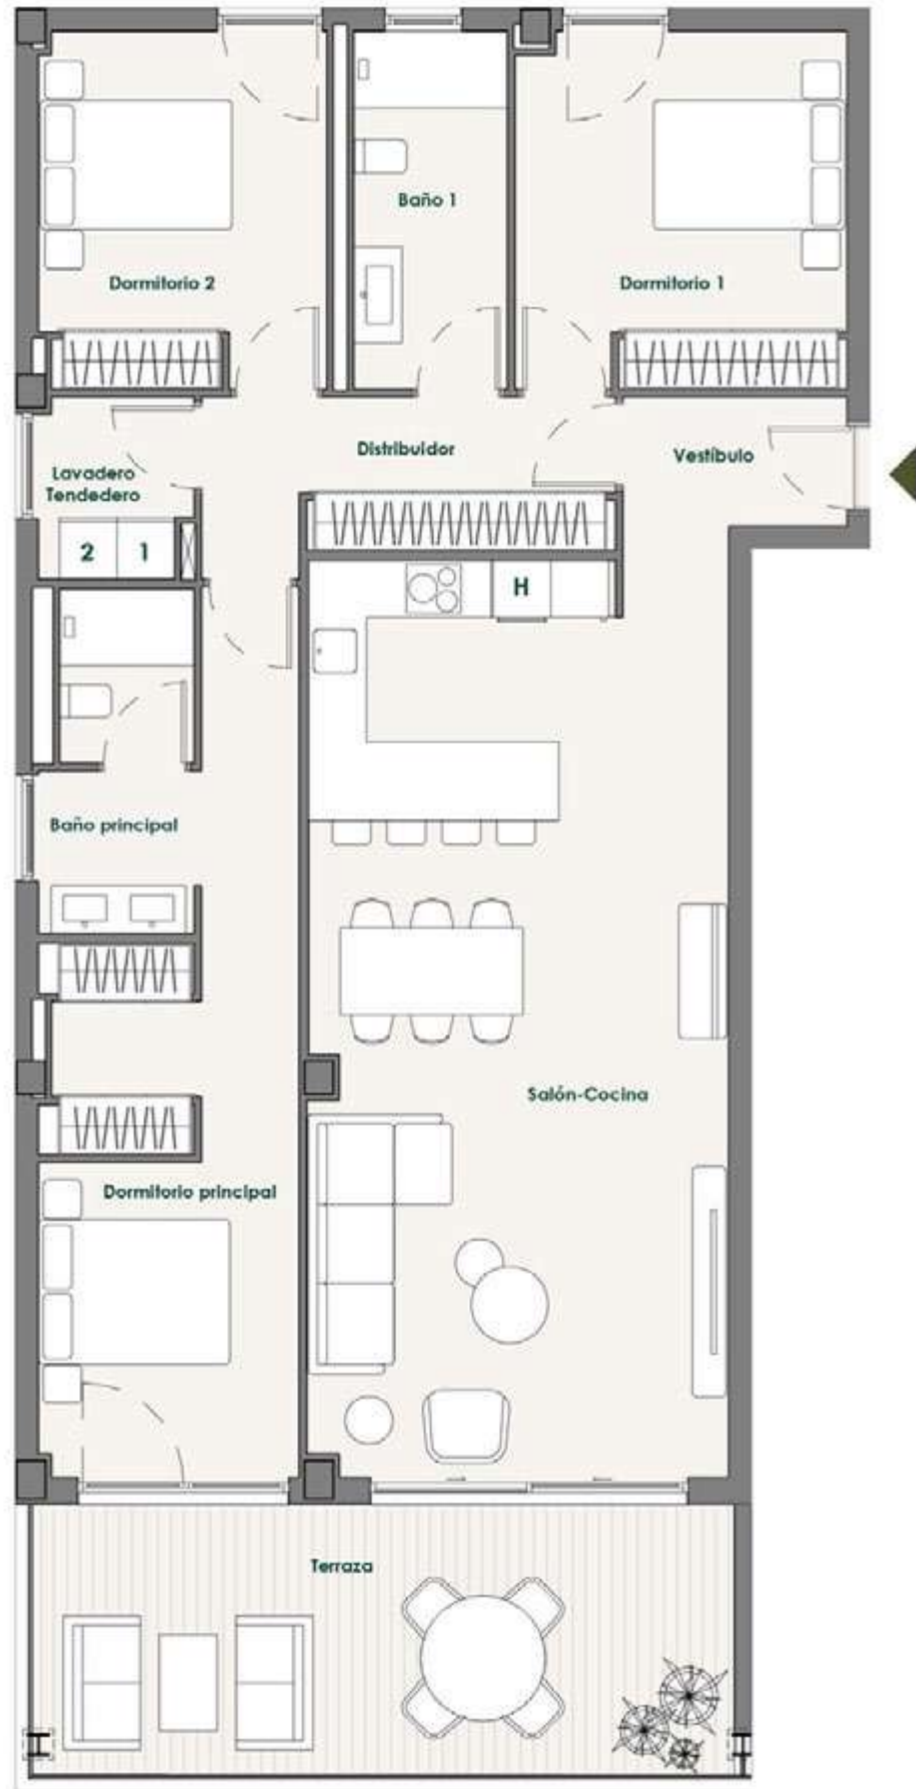 Baño 1
Dormitorio 2
Dormitorio 1
Distribuidor
Vestíbulo
Lavadero
Tendedero
2
1
H
Baño principal
Salón-Cocina
Dormitorio principal
Terraza